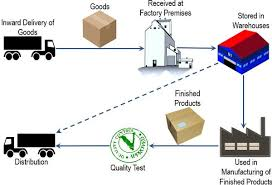 Goods
Received at
Factory Premises
Stored in
Warehouses
Inward Delivery of
Goods
Finished
Products
Distribution
Quality Test
Used in
Manufacturing of
Finished Products